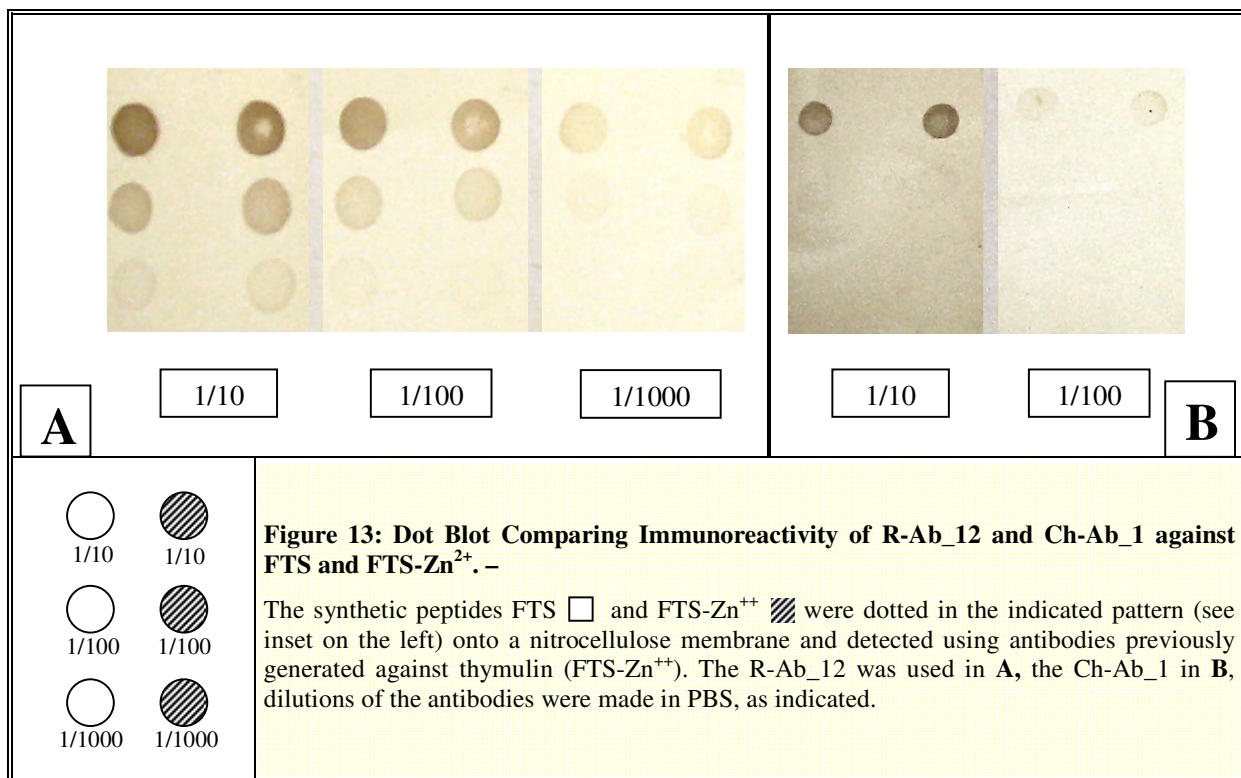 1/10 1/100 1/1000
A
1/10 1/100
B
1/10 1/10
1/100 1/100
1/1000 1/1000
Figure 13: Dot Blot Comparing Immunoreactivity of R-Ab_12 and Ch-Ab_1 against
FTS and FTS-Zn²⁺. –
The synthetic peptides FTS and FTS-Zn⁺⁺ were dotted in the indicated pattern (see
inset on the left) onto a nitrocellulose membrane and detected using antibodies previously
generated against thymulin (FTS-Zn⁺⁺). The R-Ab_12 was used in A, the Ch-Ab_1 in B,
dilutions of the antibodies were made in PBS, as indicated.